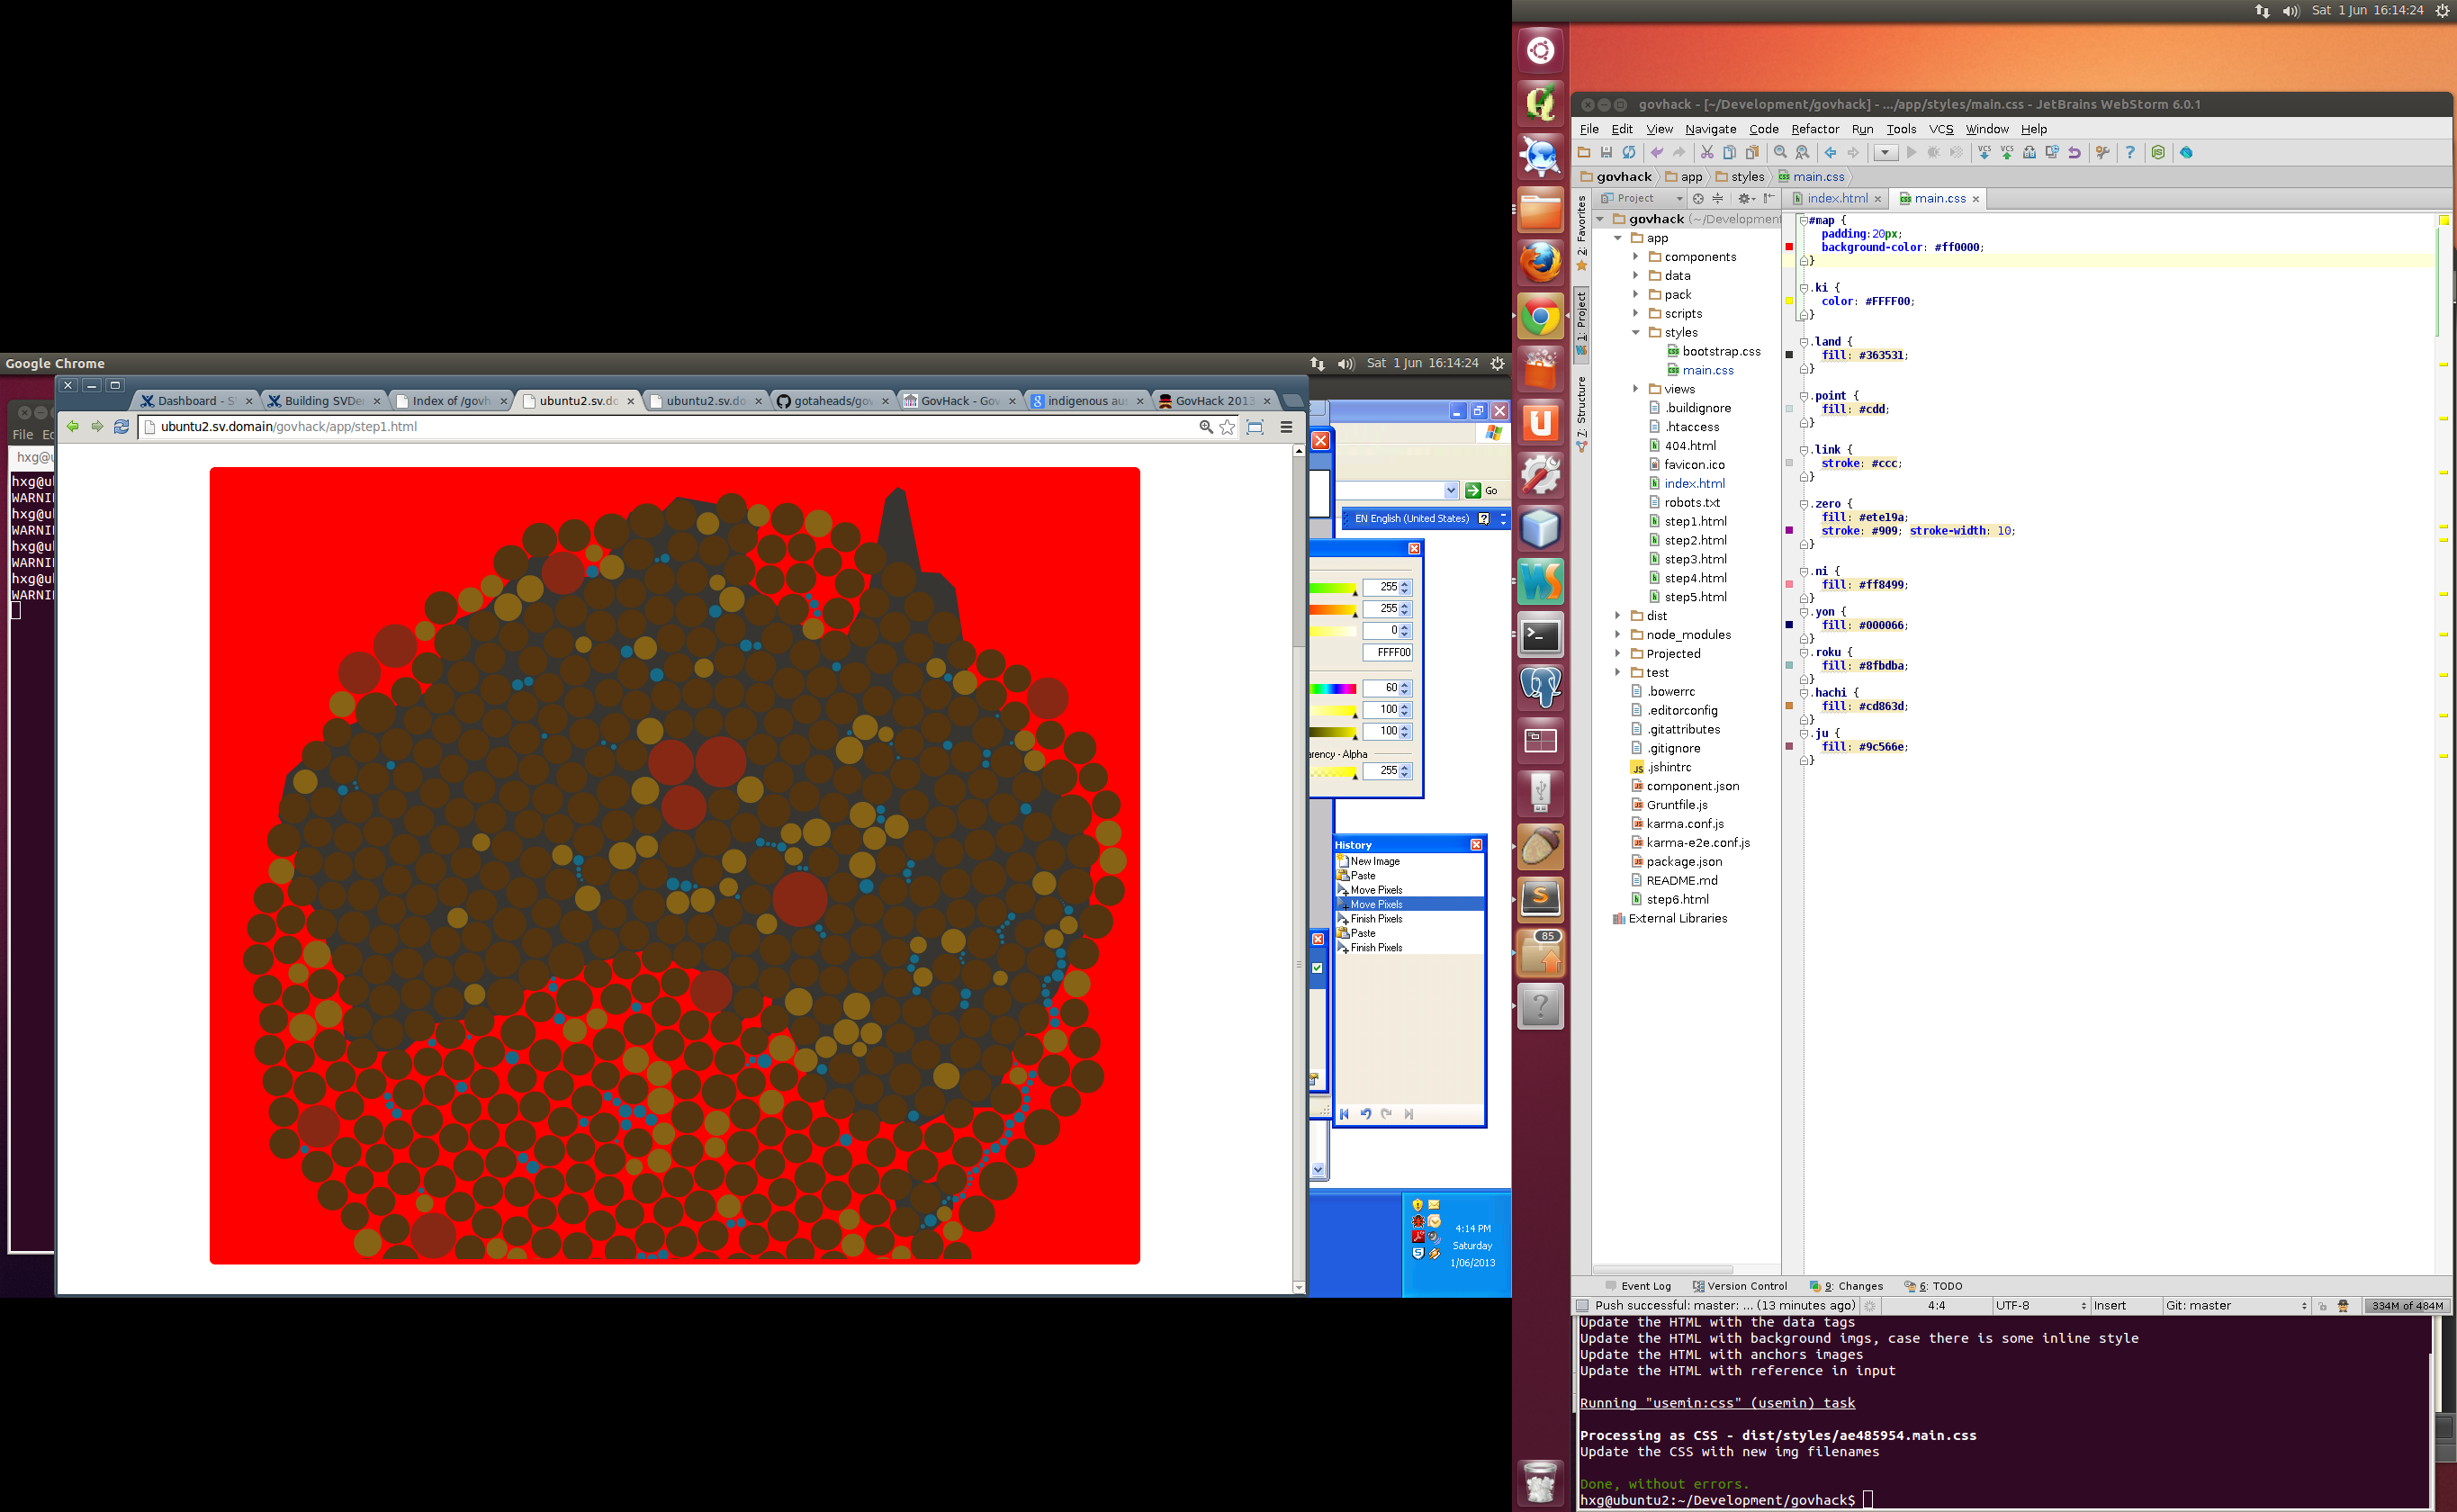 Google Chrome
Sat 1 Jun 16:14:24
Dashboard - S
Building SVDe
Index of /govh
ubuntu2.sv.do
ubuntu2.sv.do
gotaheads/gov
GovHack - Gov
indigenous aus
GovHack 2013
ubuntu2.sv.domain/govhack/app/step1.html
File Ed
hxg@u
hxg@ub
WARNIN
hxg@ub
WARNIN
hxg@ub
WARNIN
hxg@ub
WARNIN
Go
EN English (United States)
255
255
0
FFFF00
60
100
100
arency - Alpha
255
History
New Image
Paste
Move Pixels
Move Pixels
Finish Pixels
Paste
Finish Pixels
4:14 PM
Saturday
1/06/2013
Sat 1 Jun 16:14:24
85
govhack - [~/Development/govhack] - .../app/styles/main.css - JetBrains WebStorm 6.0.1
File Edit View Navigate Code Refactor Run Tools VCS Window Help
govhack app styles main.css
Project
index.html main.css
2: Favorites
1: Project
7: Structure
govhack (~/Development
app
components
data
pack
scripts
styles
bootstrap.css
main.css
views
.buildignore
.htaccess
404.html
favicon.ico
index.html
robots.txt
step1.html
step2.html
step3.html
step4.html
step5.html
dist
node_modules
Projected
test
.bowerrc
.editorconfig
.gitattributes
.gitignore
.jshintrc
component.json
Gruntfile.js
karma.conf.js
karma-e2e.conf.js
package.json
README.md
step6.html
External Libraries
#map {
padding:20px;
background-color: #ff0000;
}
.ki {
color: #FFFF00;
}
.land {
fill: #363531;
}
.point {
fill: #cdd;
}
.link {
stroke: #ccc;
}
.zero {
fill: #ete19a;
stroke: #909; stroke-width: 10;
}
.ni {
fill: #ff8499;
}
.yon {
fill: #000066;
}
.roku {
fill: #8fbdba;
}
.hachi {
fill: #cd863d;
}
.ju {
fill: #9c566e;
}
Event Log Version Control 9: Changes 6: TODO
Push successful: master: ... (13 minutes ago) 4:4 UTF-8 Insert Git: master 334M of 484M
Update the HTML with the data tags
Update the HTML with background imgs, case there is some inline style
Update the HTML with anchors images
Update the HTML with reference in input
Running "usemin:css" (usemin) task
Processing as CSS - dist/styles/ae485954.main.css
Update the CSS with new img filenames
Done, without errors.
hxg@ubuntu2:~/Development/govhack$